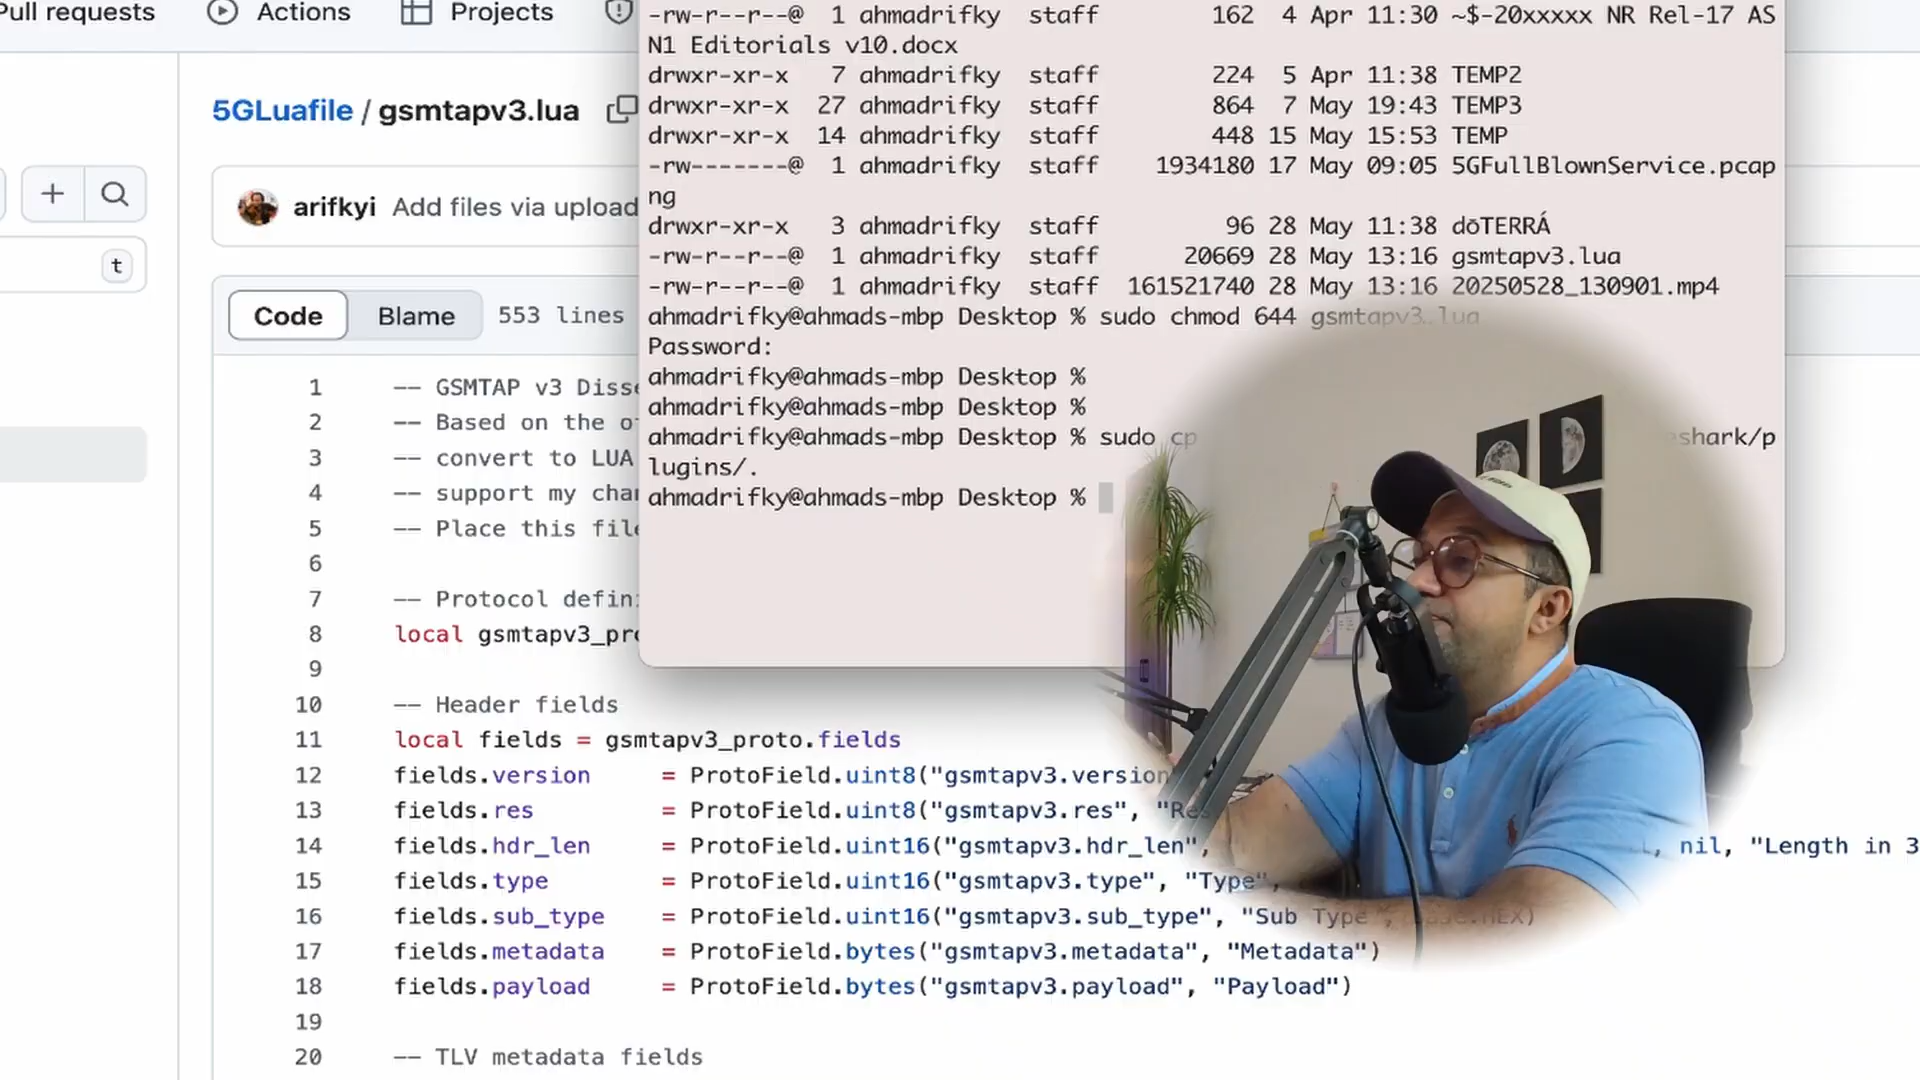 Pull requests
Actions
Projects
5GLuafile / gsmtapv3.lua
arifkyi Add files via upload
t
Code Blame 553 lines
1 -- GSMTAP v3
2 -- Based on the
3 -- convert to LUA
4 -- support my
5 -- Place this
6
7 -- Protocol
8 local
9
10 -- Header fields
11 local fields = gsmtapv3_proto.fields
12 fields.version = ProtoField.uint8("gsmtapv3.version
13 fields.res = ProtoField.uint8("gsmtapv3.res",
14 fields.hdr_len = ProtoField.uint16("gsmtapv3.hdr_len", nil, "Length in 3
15 fields.type = ProtoField.uint16("gsmtapv3.type", "Type",
16 fields.sub_type = ProtoField.uint16("gsmtapv3.sub_type", "Sub Type",
17 fields.metadata = ProtoField.bytes("gsmtapv3.metadata", "Metadata")
18 fields.payload = ProtoField.bytes("gsmtapv3.payload", "Payload")
19
20 -- TLV metadata fields
-rw-r--r--@ 1 ahmadrifky staff 162 4 Apr 11:30 ~$-20xxxxx NR Rel-17 AS
N1 Editorials v10.docx
drwxr-xr-x 7 ahmadrifky staff 224 5 Apr 11:38 TEMP2
drwxr-xr-x 27 ahmadrifky staff 864 7 May 19:43 TEMP3
drwxr-xr-x 14 ahmadrifky staff 448 15 May 15:53 TEMP
-rw-------@ 1 ahmadrifky staff 1934180 17 May 09:05 5GFullBlownService.pcap
ng
drwxr-xr-x 3 ahmadrifky staff 96 28 May 11:38 dōTERRÁ
-rw-r--r--@ 1 ahmadrifky staff 20669 28 May 13:16 gsmtapv3.lua
-rw-r--r--@ 1 ahmadrifky staff 161521740 28 May 13:16 20250528_130901.mp4
ahmadrifky@ahmads-mbp Desktop % sudo chmod 644 gsmtapv3.lua
Password:
ahmadrifky@ahmads-mbp Desktop %
ahmadrifky@ahmads-mbp Desktop %
ahmadrifky@ahmads-mbp Desktop % sudo cp eshark/p
lugins/.
ahmadrifky@ahmads-mbp Desktop %